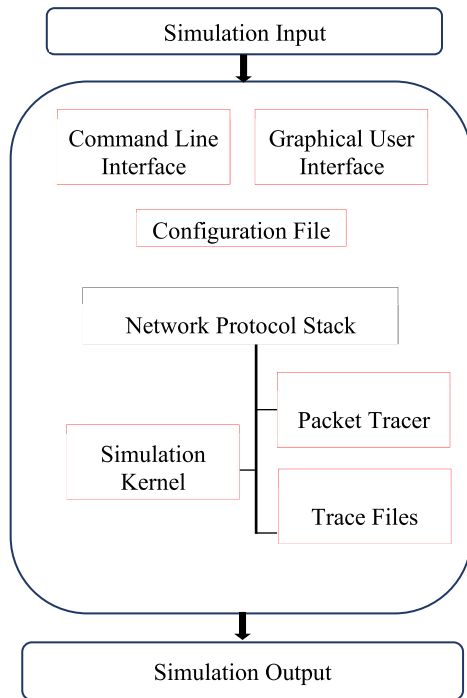 Simulation Input
Command Line
Interface
Graphical User
Interface
Configuration File
Network Protocol Stack
Packet Tracer
Simulation
Kernel
Trace Files
Simulation Output